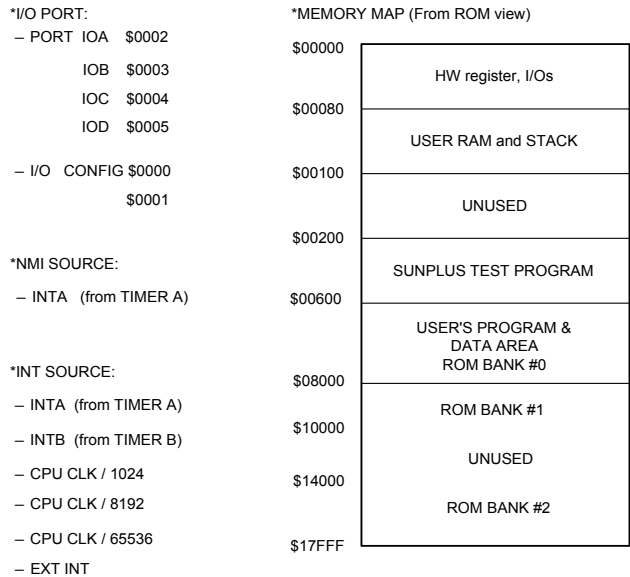 *I/O PORT:
– PORT IOA $0002
IOB $0003
IOC $0004
IOD $0005
– I/O CONFIG $0000
$0001
*NMI SOURCE:
– INTA (from TIMER A)
*INT SOURCE:
– INTA (from TIMER A)
– INTB (from TIMER B)
– CPU CLK / 1024
– CPU CLK / 8192
– CPU CLK / 65536
– EXT INT
*MEMORY MAP (From ROM view)
$00000
HW register, I/Os
$00080
USER RAM and STACK
$00100
UNUSED
$00200
SUNPLUS TEST PROGRAM
$00600
USER'S PROGRAM &
DATA AREA
ROM BANK #0
$08000
ROM BANK #1
$10000
UNUSED
$14000
ROM BANK #2
$17FFF